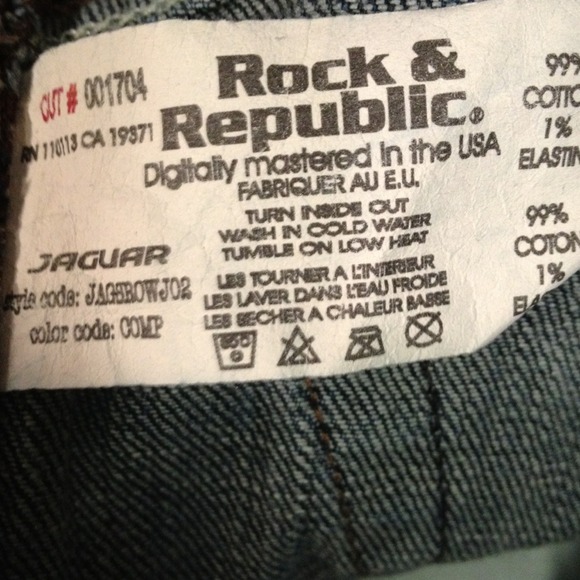 CUT # 001704
RN 110113 CA 19371
Rock &
Republic®
Digitally mastered in the USA
FABRIQUER AU E.U.
TURN INSIDE OUT
WASH IN COLD WATER
TUMBLE ON LOW HEAT
LES TOURNER A L'INTERIEUR
LES LAVER DANS L'EAU FROIDE
LES SECHER A CHALEUR BASSE
JAGUAR
style code:
color code: COMP
99%
COTTO
1%
ELASTIN
99%
COTON
1%